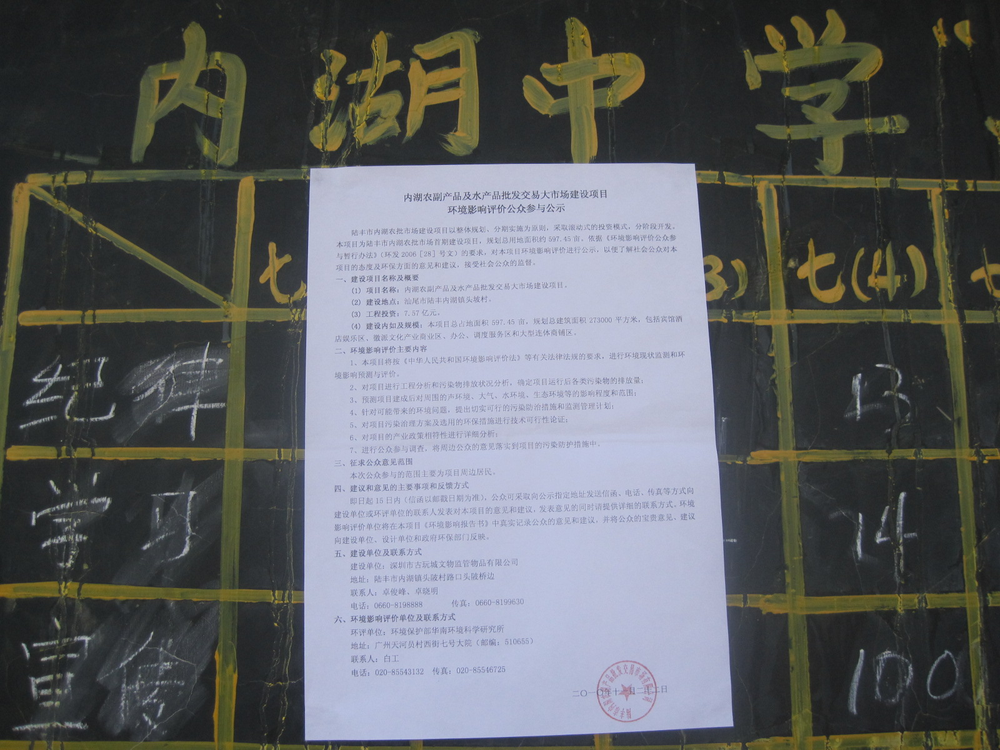 内湖中学
七
3)
七(4)
七
纪律
13
学习
14
宣传
100
内湖农副产品及水产品批发交易大市场建设项目
环境影响评价公众参与公示
陆丰市内湖农批市场建设项目以整体规划、分期实施为原则，采取滚动式的投资模式，分阶段开发。
本项目为陆丰市内湖农批市场首期建设项目，规划总用地面积约 597.45 亩。依据《环境影响评价公众参
与暂行办法》（环发 2006［28］号文）的要求，对本项目环境影响评价进行公示，以便了解社会公众对本
项目的态度及环保方面的意见和建议，接受社会公众的监督。
一、建设项目名称及概要
(1) 项目名称：内湖农副产品及水产品批发交易大市场建设项目。
(2) 建设地点：汕尾市陆丰内湖镇头坡村。
(3) 工程投资：7.57 亿元。
(4) 建设内如及规模：本项目总占地面积 597.45 亩，规划总建筑面积 273000 平方米，包括宾馆酒
店娱乐区、徽派文化产业商业区、办公、调度服务区和大型连体商铺区。
二、环境影响评价主要内容
1、本项目将按《中华人民共和国环境影响评价法》等有关法律法规的要求，进行环境现状监测和环
境影响预测与评价。
2、对项目进行工程分析和污染物排放状况分析，确定项目运行后各类污染物的排放量；
3、预测项目建成后对周围的声环境、大气、水环境、生态环境等的影响程度和范围；
4、针对可能带来的环境问题，提出切实可行的污染防治措施和监测管理计划；
5、对项目污染治理方案及选用的环保措施进行技术可行性论证；
6、对项目的产业政策相符性进行详细分析；
7、进行公众参与调查，将周边公众的意见落实到项目的污染防护措施中。
三、征求公众意见范围
本次公众参与的范围主要为项目周边居民。
四、建议和意见的主要事项和反馈方式
即日起 15 日内（信函以邮戳日期为准），公众可采取向公示指定地址发送信函、电话、传真等方式向
建设单位或环评单位的联系人发表对本项目的意见和建议，发表意见的同时请提供详细的联系方式。环境
影响评价单位将在本项目《环境影响报告书》中真实记录公众的意见和建议，并将公众的宝贵意见、建议
向建设单位、设计单位和政府环保部门反映。
五、建设单位及联系方式
建设单位：深圳市古玩城文物监管物品有限公司
地址：陆丰市内湖镇头陂村路口头陂桥边
联系人：卓俊峰、卓晓明
电话：0660-8198888 传真：0660-8199630
六、环境影响评价单位及联系方式
环评单位：环境保护部华南环境科学研究所
地址：广州天河员村西街七号大院（邮编：510655）
联系人：白工
电话：020-85543132 传真：020-85546725
二〇一〇年十一月二十二日